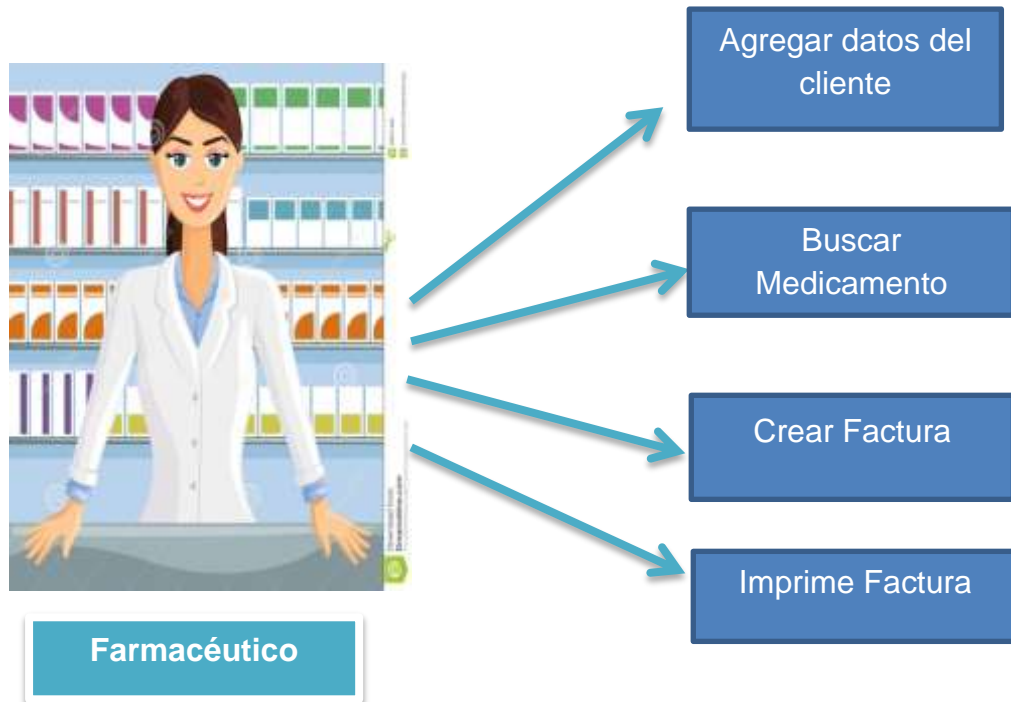 Agregar datos del
cliente
Buscar
Medicamento
Crear Factura
Imprime Factura
Farmacéutico